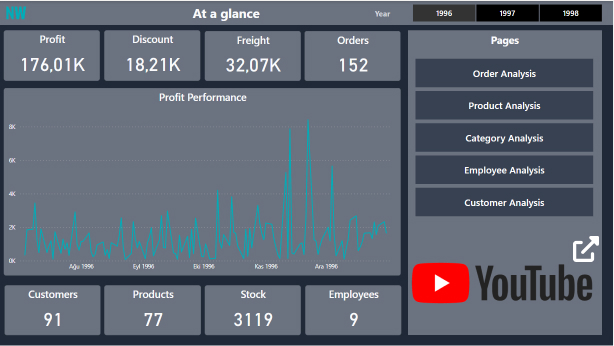 NW
At a glance
Year
1996
1997
1998
Profit
176,01K
Discount
18,21K
Freight
32,07K
Orders
152
Pages
Order Analysis
Product Analysis
Category Analysis
Employee Analysis
Customer Analysis
Profit Performance
8K
6K
4K
2K
0K
Ağu 1996
Eyl 1996
Eki 1996
Kas 1996
Ara 1996
YouTube
Customers
91
Products
77
Stock
3119
Employees
9